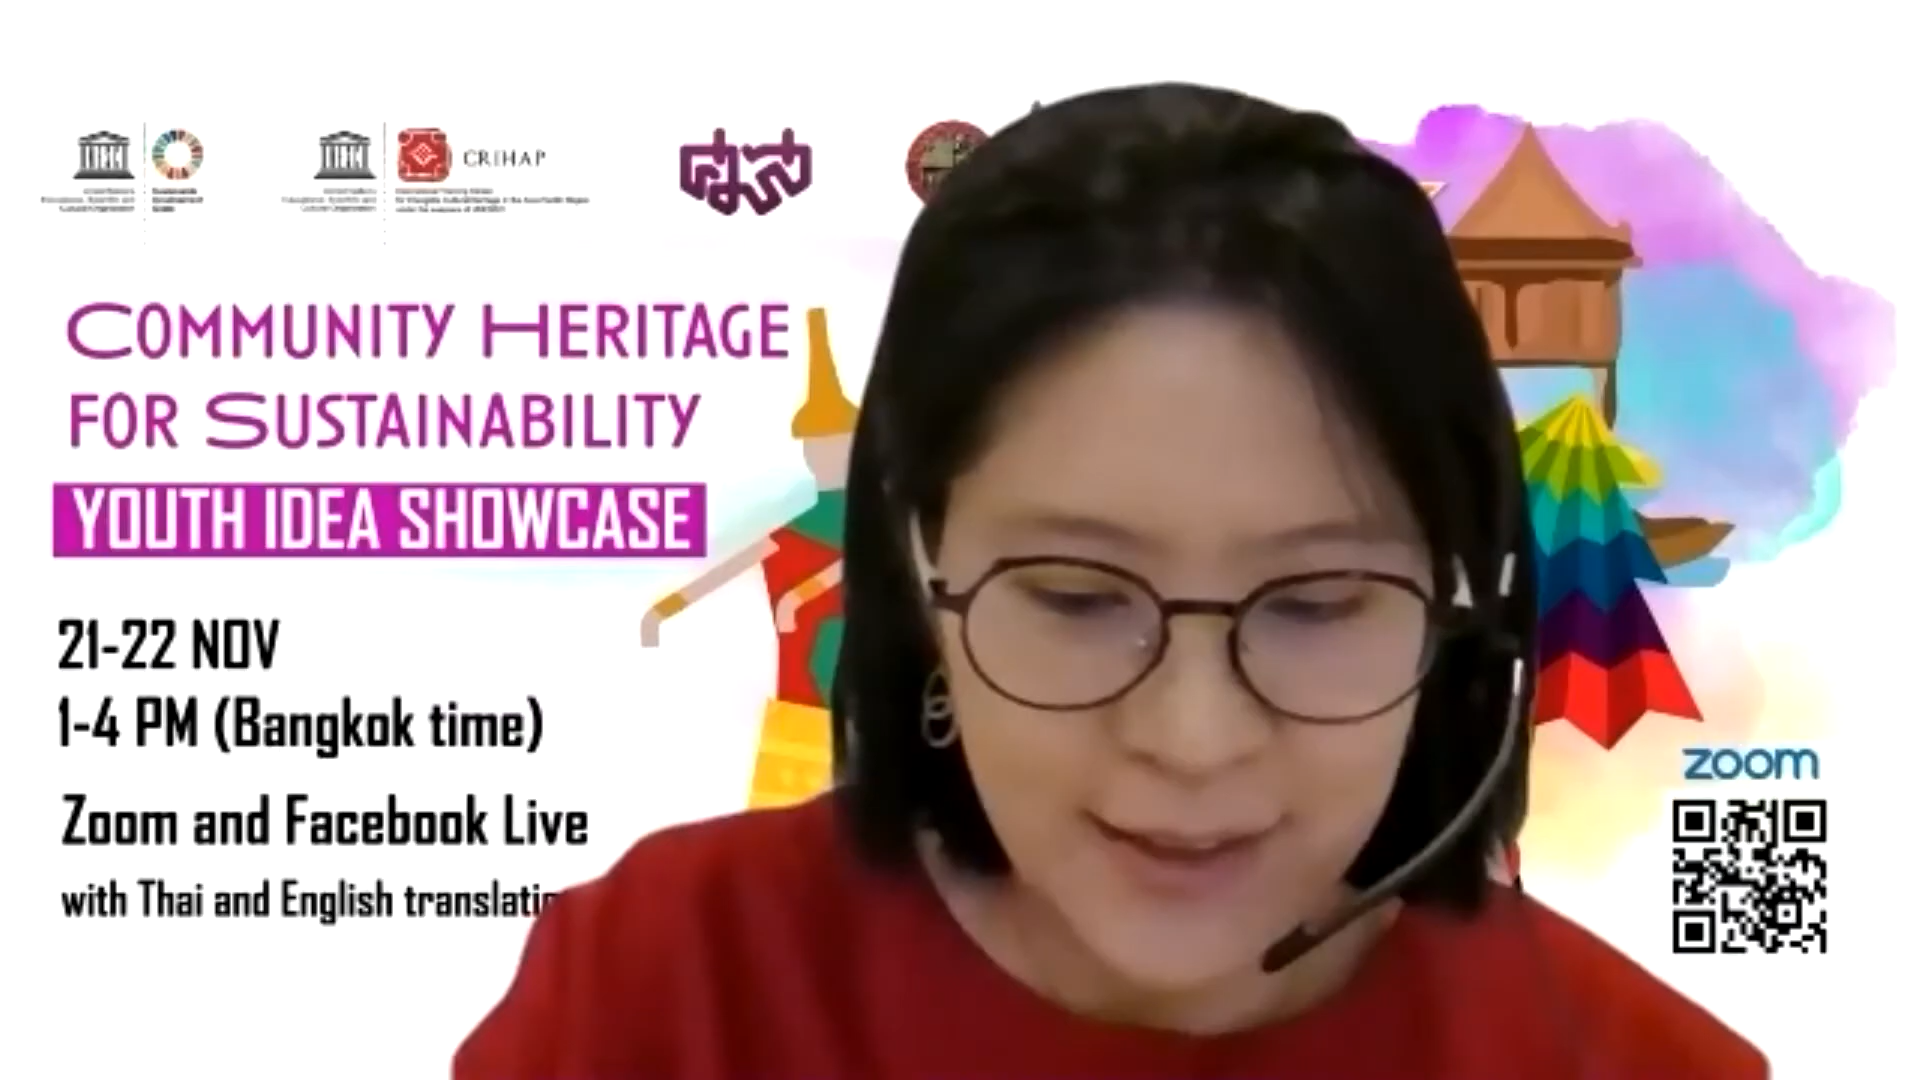 CRIHAP
COMMUNITY HERITAGE
FOR SUSTAINABILITY
YOUTH IDEA SHOWCASE
21-22 NOV
1-4 PM (Bangkok time)
Zoom and Facebook Live
with Thai and English
zoom